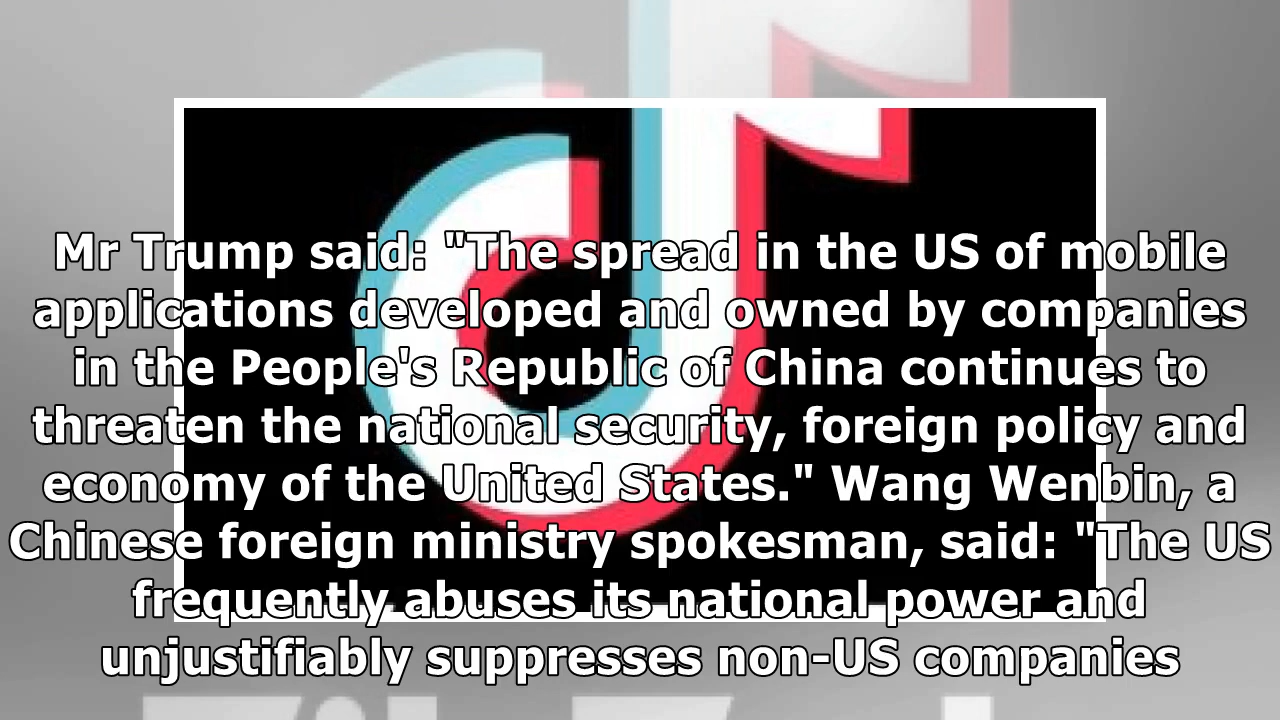 Mr Trump said: "The spread in the US of mobile
applications developed and owned by companies
in the People's Republic of China continues to
threaten the national security, foreign policy and
economy of the United States." Wang Wenbin, a
Chinese foreign ministry spokesman, said: "The US
frequently abuses its national power and
unjustifiably suppresses non-US companies